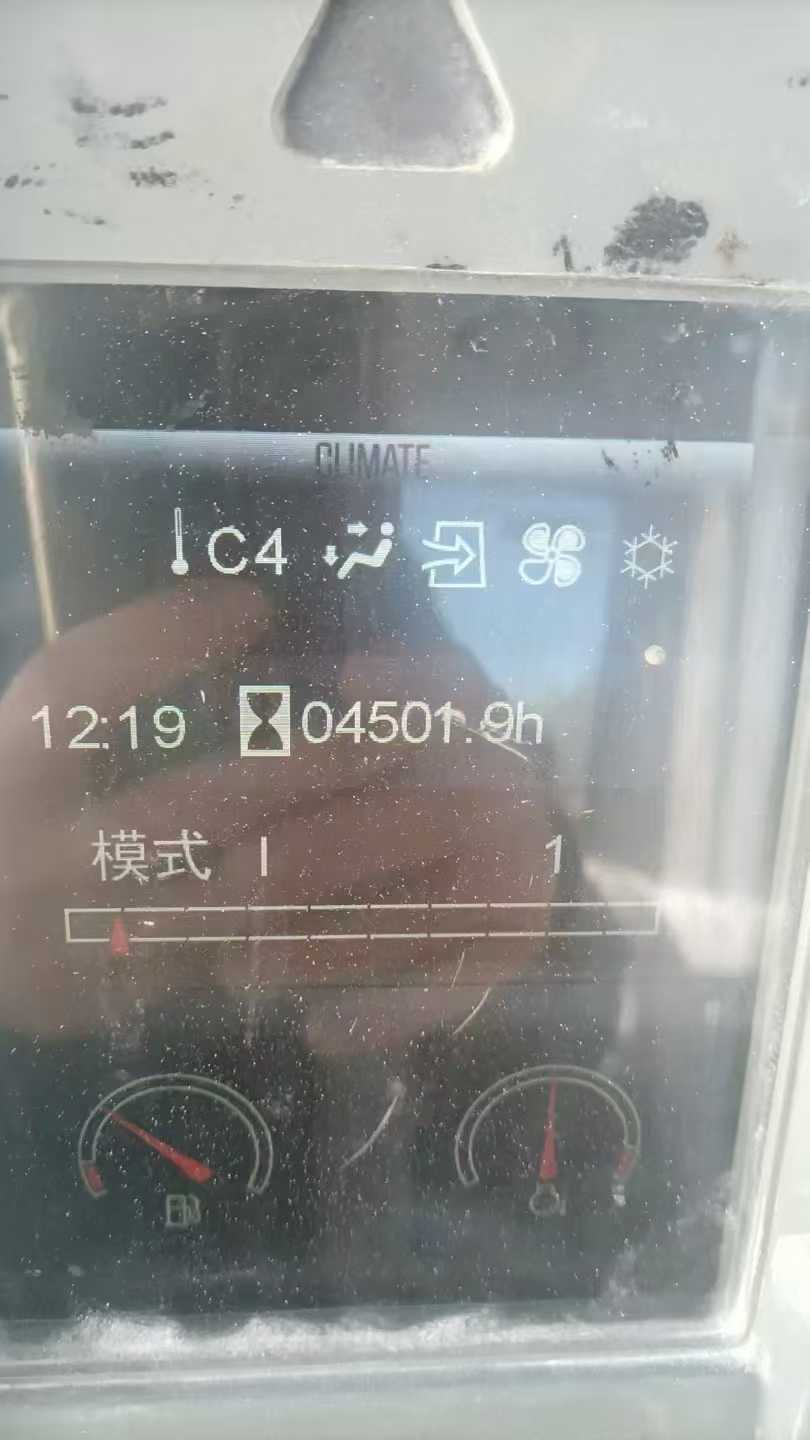 CLIMATE
C4
12:19 04501.9h
模式 I 1